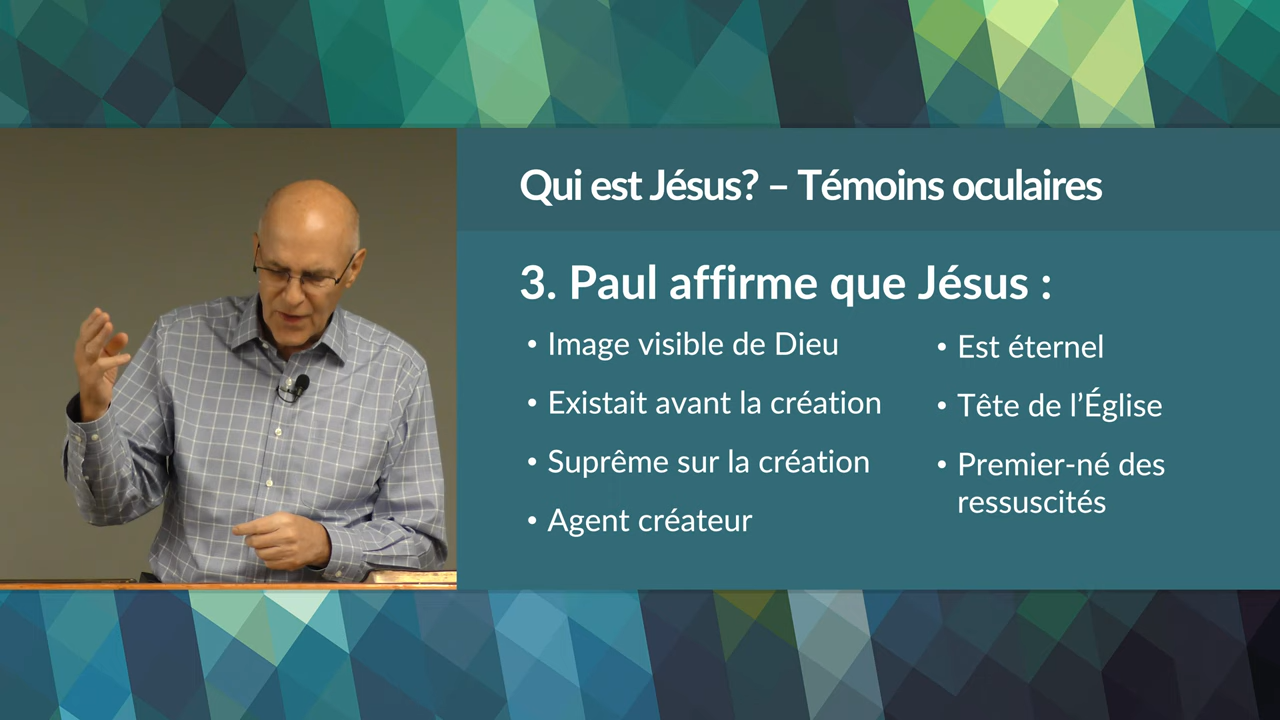 Qui est Jésus? – Témoins oculaires
3. Paul affirme que Jésus :
• Image visible de Dieu
• Existait avant la création
• Suprême sur la création
• Agent créateur
• Est éternel
• Tête de l’Église
• Premier-né des
ressuscités